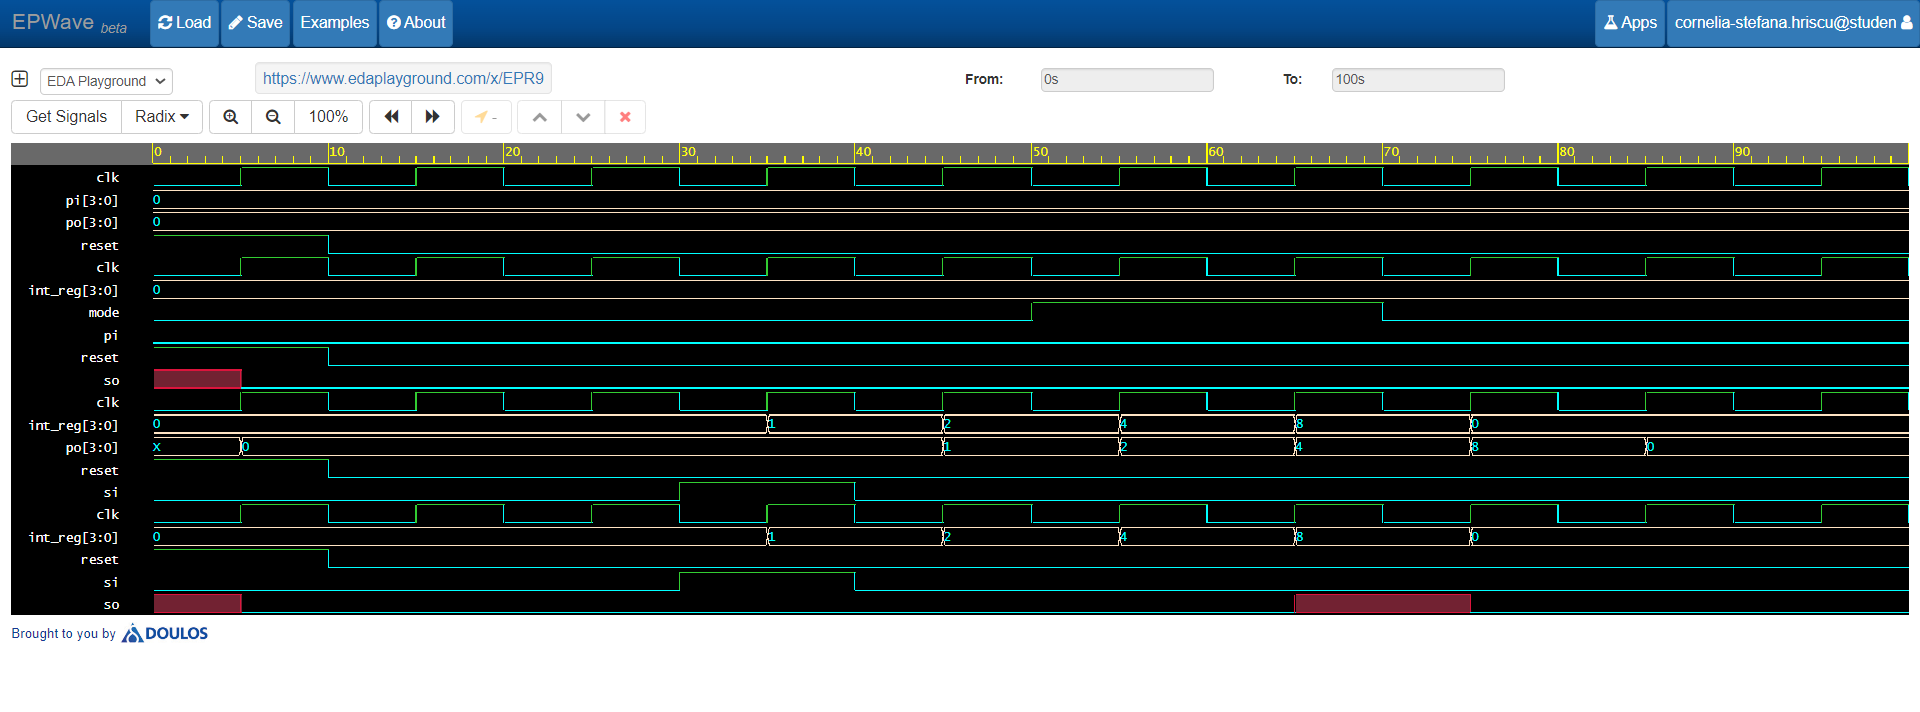 EPWave beta Load Save Examples About Apps cornelia-stefana.hriscu@studen
EDA Playground https://www.edaplayground.com/x/EPR9 From: 0s To: 100s
Get Signals Radix 100% -
0 10 20 30 40 50 60 70 80 90
clk
pi[3:0] 0
po[3:0] 0
reset
clk
int_reg[3:0] 0
mode
pi
reset
so
clk
int_reg[3:0] 0 1 2 4 8 0
po[3:0] X 0 1 2 4 8 0
reset
si
clk
int_reg[3:0] 0 1 2 4 8 0
reset
si
so
Brought to you by DOULOS